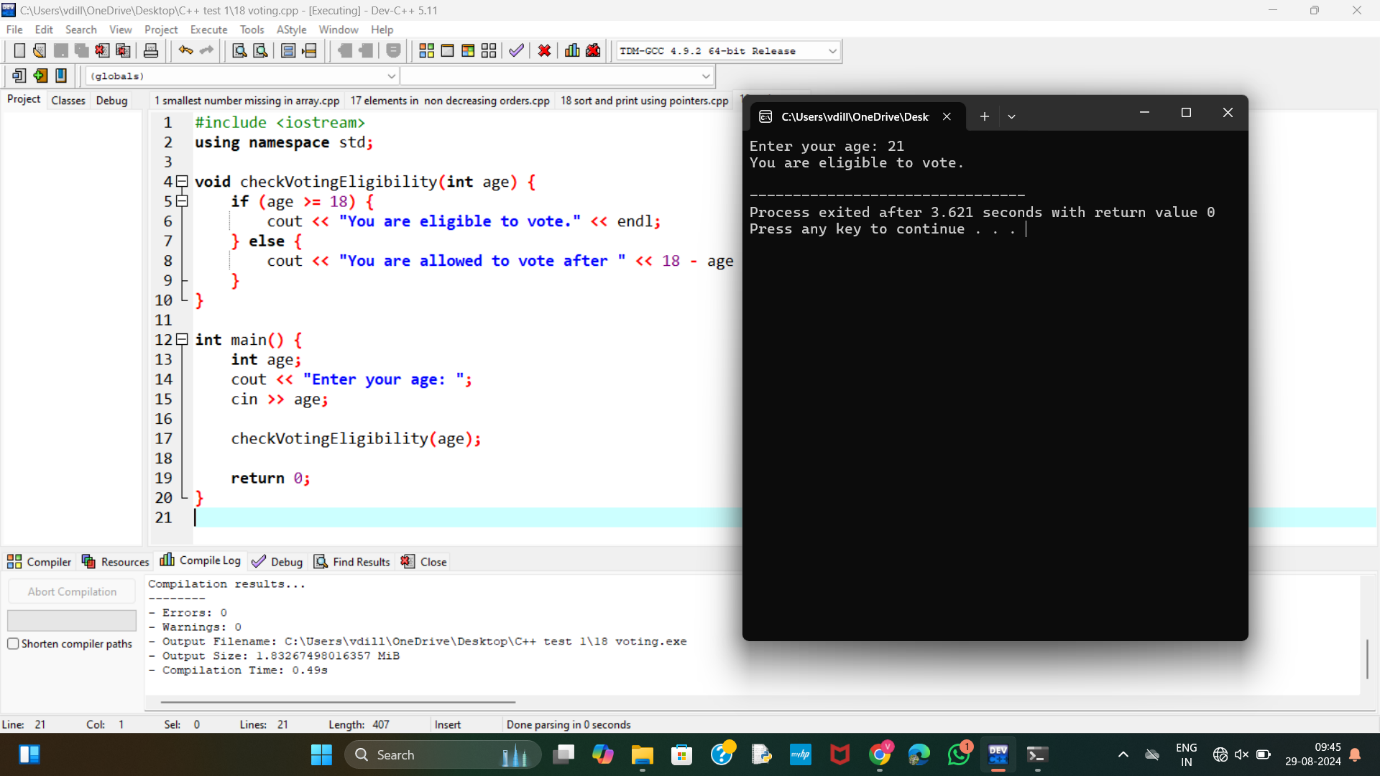 C:\Users\vdill\OneDrive\Desktop\C++ test 1\18 voting.cpp - [Executing] - Dev-C++ 5.11
File Edit Search View Project Execute Tools AStyle Window Help
TDM-GCC 4.9.2 64-bit Release
(globals)
Project Classes Debug
1 smallest number missing in array.cpp 17 elements in non decreasing orders.cpp 18 sort and print using pointers.cpp
1 #include <iostream>
2 using namespace std;
3
4 void checkVotingEligibility(int age) {
5 if (age >= 18) {
6 cout << "You are eligible to vote." << endl;
7 } else {
8 cout << "You are allowed to vote after " << 18 - age
9 }
10 }
11
12 int main() {
13 int age;
14 cout << "Enter your age: ";
15 cin >> age;
16
17 checkVotingEligibility(age);
18
19 return 0;
20 }
21
C:\Users\vdill\OneDrive\Desk
Enter your age: 21
You are eligible to vote.
--------------------------------
Process exited after 3.621 seconds with return value 0
Press any key to continue . . .
Compiler Resources Compile Log Debug Find Results Close
Abort Compilation
Shorten compiler paths
Compilation results...
--------
- Errors: 0
- Warnings: 0
- Output Filename: C:\Users\vdill\OneDrive\Desktop\C++ test 1\18 voting.exe
- Output Size: 1.83267498016357 MiB
- Compilation Time: 0.49s
Line: 21 Col: 1 Sel: 0 Lines: 21 Length: 407 Insert Done parsing in 0 seconds
Search
myhp
V
DEV
1
ENG
IN
09:45
29-08-2024